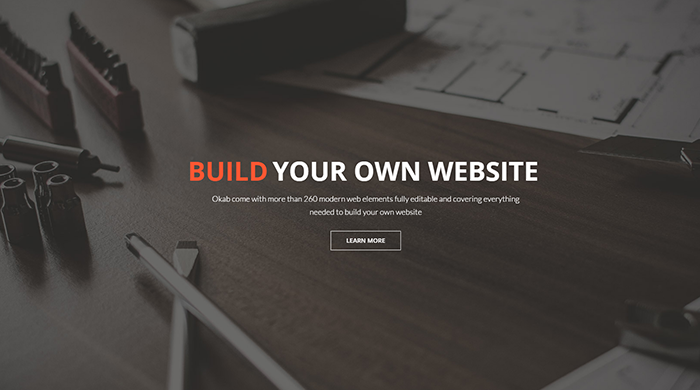 BUILD YOUR OWN WEBSITE
Okab come with more than 260 modern web elements fully editable and covering everything
needed to build your own website
LEARN MORE